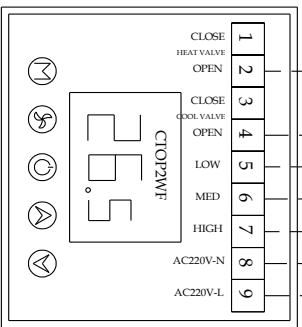 CLOSE 1
HEAT VALVE
OPEN 2
CLOSE 3
COOL VALVE
OPEN 4
LOW 5
MED 6
HIGH 7
AC220V-N 8
AC220V-L 9
M
CTOP2WF
28.5